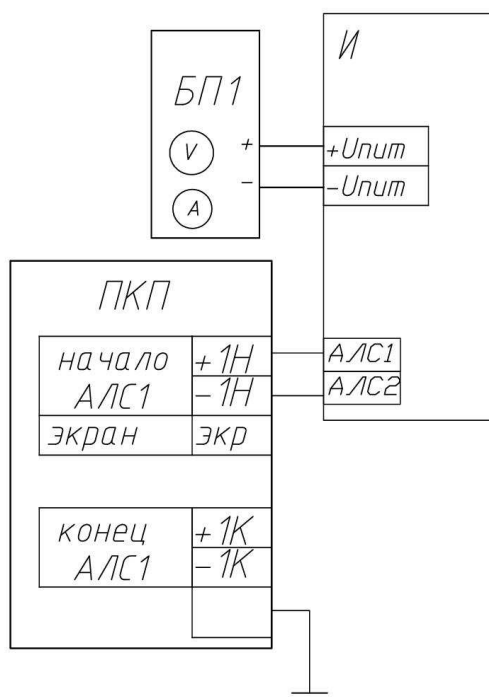 И
БП1
V
+
+Uпит
A
-
-Uпит
ПКП
начало
АЛС1
+1Н
-1Н
АЛС1
АЛС2
экран
экр
конец
АЛС1
+1К
-1К